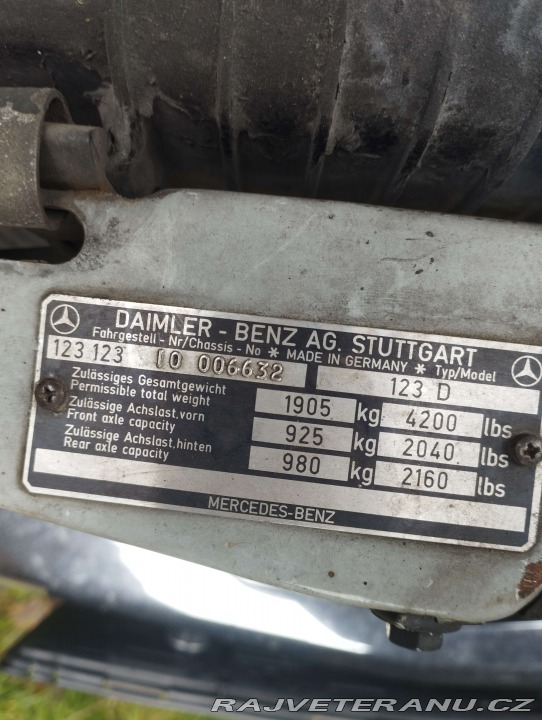 DAIMLER - BENZ AG. STUTTGART
Fahrgestell - Nr/Chassis - No * MADE IN GERMANY * Typ/Model
123 123 10 006632 123 D
Zulässiges Gesamtgewicht
Permissible total weight 1905 kg 4200 lbs
Zulässige Achslast.vorn
Front axle capacity 925 kg 2040 lbs
Zulässige Achslast.hinten
Rear axle capacity 980 kg 2160 lbs
MERCEDES-BENZ
RAJVETERANU.CZ